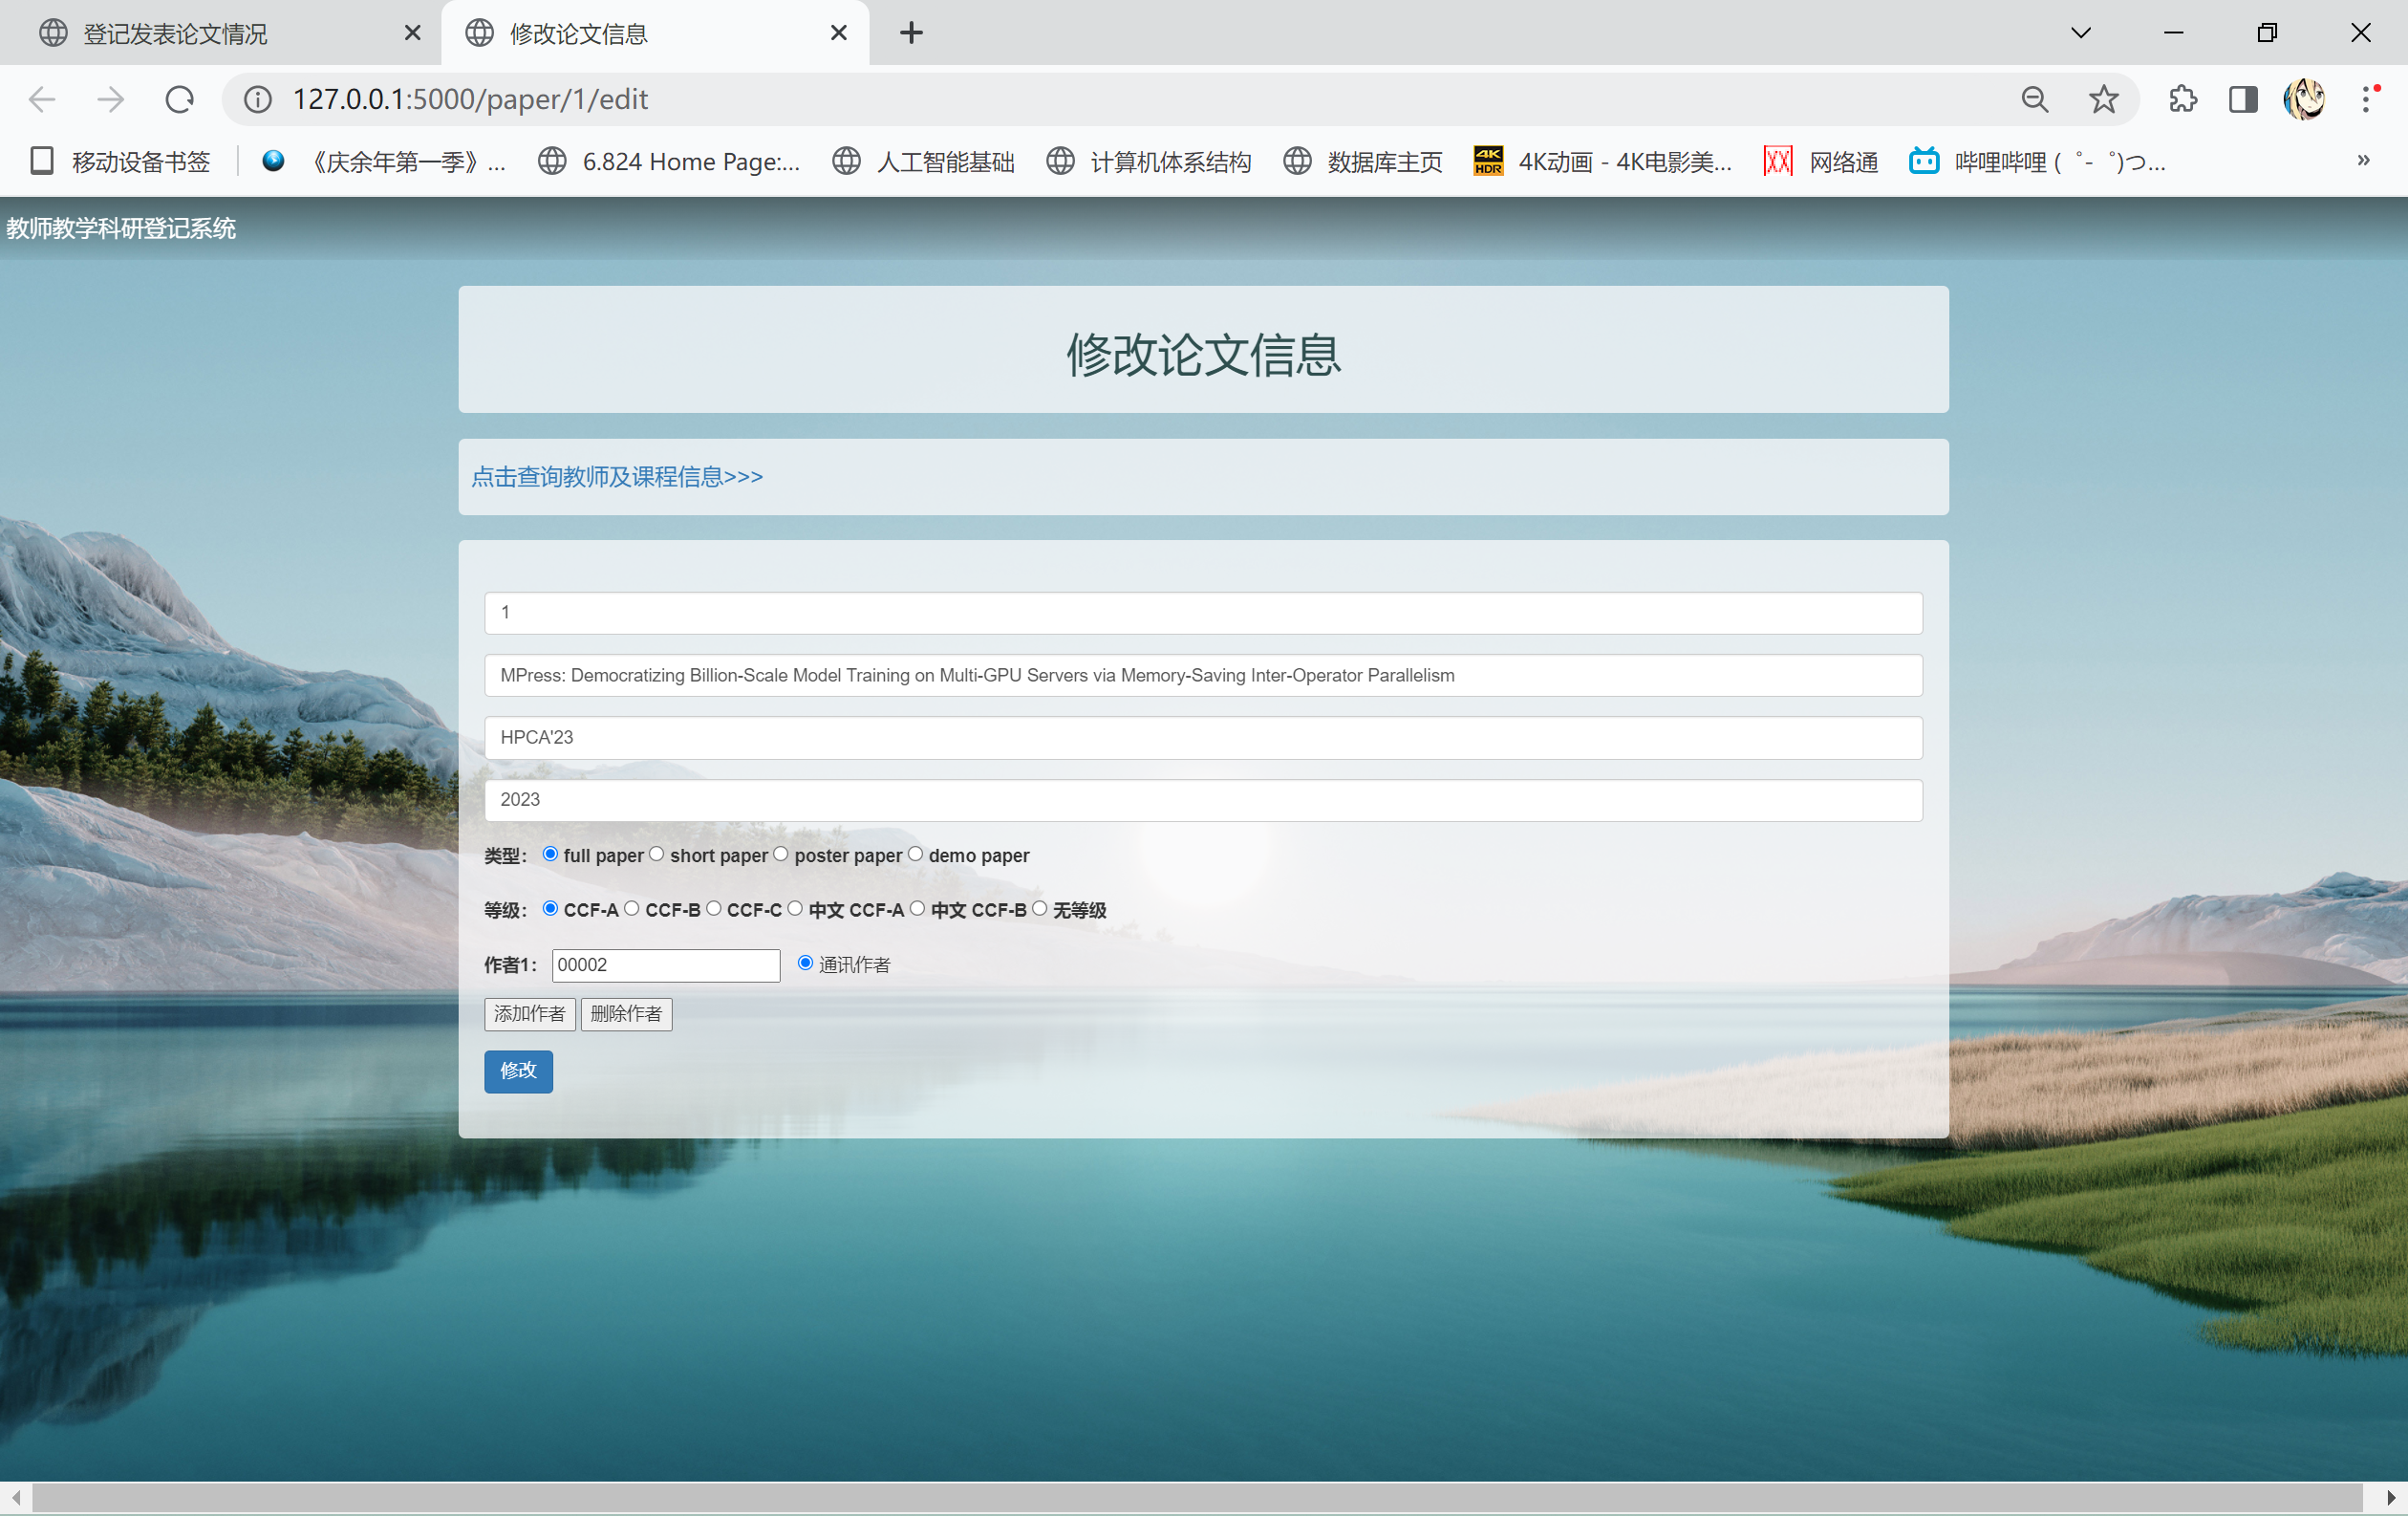 登记发表论文情况
修改论文信息
127.0.0.1:5000/paper/1/edit
移动设备书签
《庆余年第一季》...
6.824 Home Page:...
人工智能基础
计算机体系结构
数据库主页
4K HDR
4K动画 - 4K电影美...
网络通
哔哩哔哩 ( ゜- ゜)つ...
»
教师教学科研登记系统
修改论文信息
点击查询教师及课程信息>>>
1
MPress: Democratizing Billion-Scale Model Training on Multi-GPU Servers via Memory-Saving Inter-Operator Parallelism
HPCA'23
2023
类型： full paper short paper poster paper demo paper
等级： CCF-A CCF-B CCF-C 中文 CCF-A 中文 CCF-B 无等级
作者1： 00002 通讯作者
添加作者 删除作者
修改